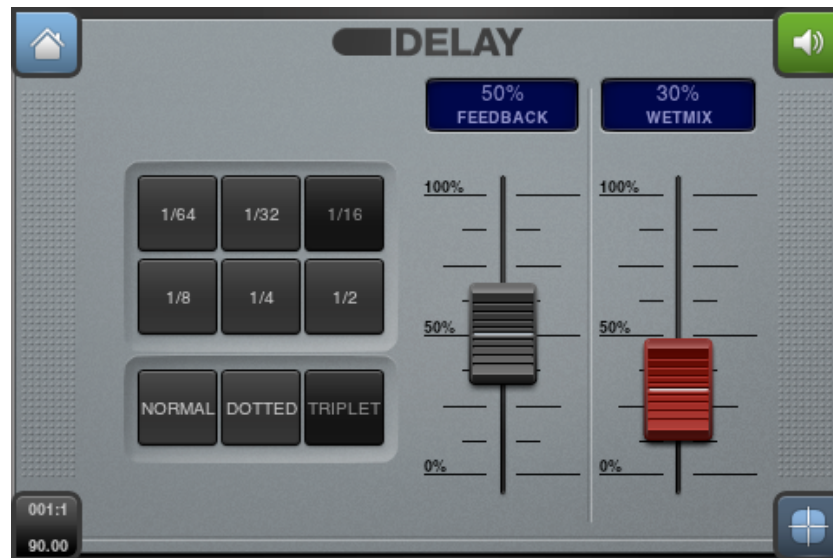 DELAY
50%
FEEDBACK
30%
WETMIX
1/64 1/32 1/16
1/8 1/4 1/2
NORMAL DOTTED TRIPLET
100%
50%
0%
100%
50%
0%
001:1
90.00